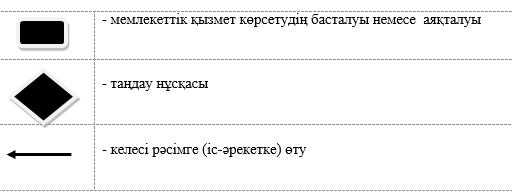 - мемлекеттік қызмет көрсетудің басталуы немесе аяқталуы
- таңдау нұсқасы
- келесі рәсімге (іс-әрекетке) өту